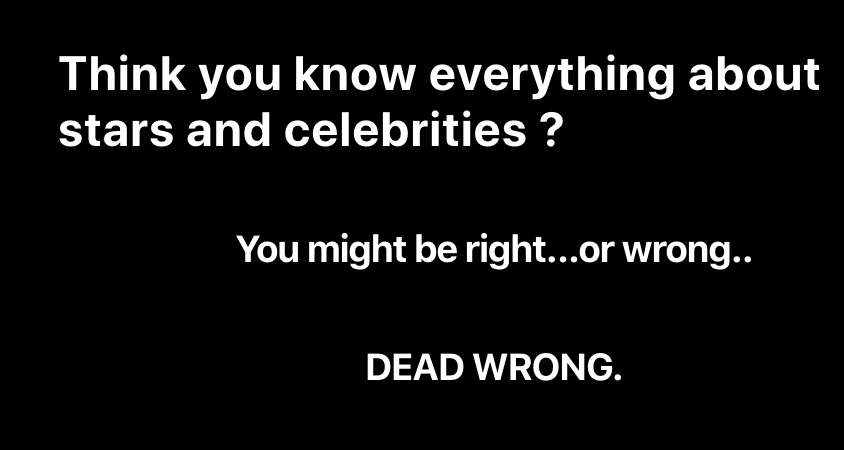 Think you know everything about
stars and celebrities ?
You might be right...or wrong..
DEAD WRONG.